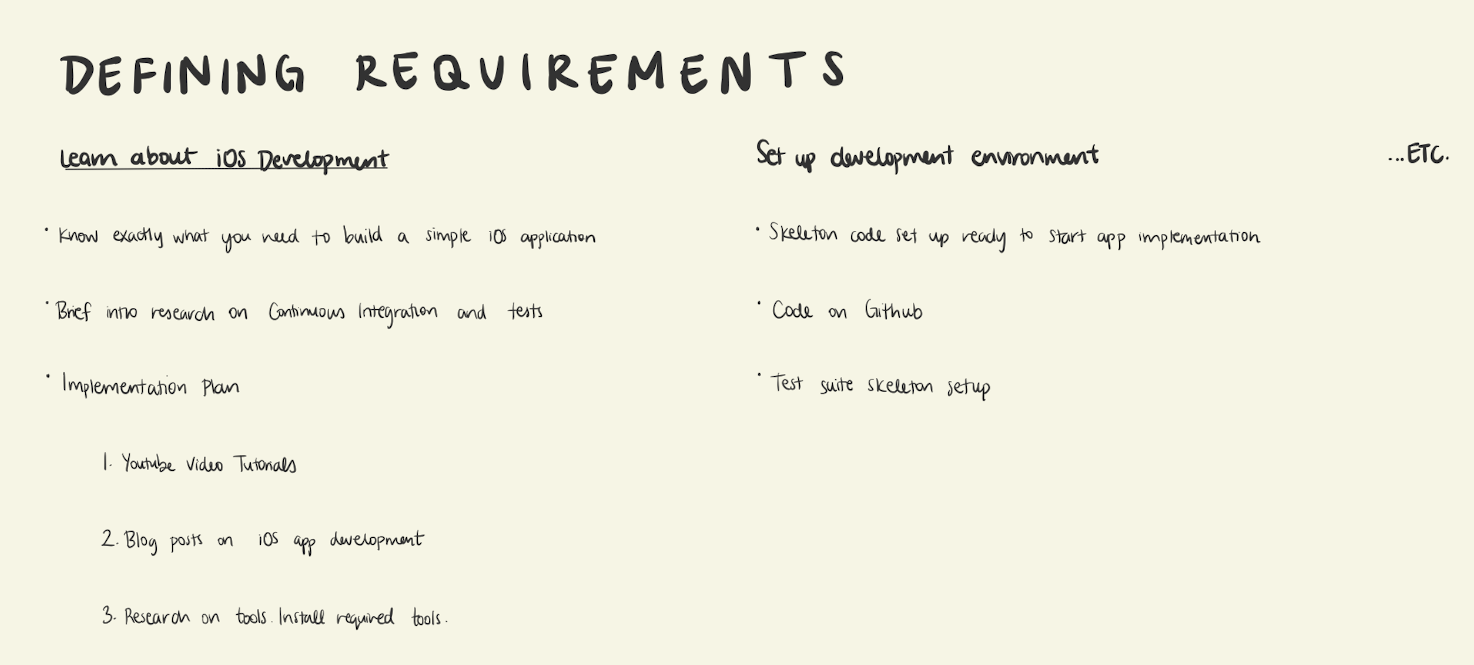 DEFINING REQUIREMENTS
Learn about iOS Development
• Know exactly what you need to build a simple iOS application
• Brief intro research on Continuous Integration and tests
• Implementation Plan
1. Youtube Video Tutorials
2. Blog posts on iOS app development
3. Research on tools. Install required tools.
Set up development environment
• Skeleton code set up ready to start app implementation
• Code on Github
• Test suite skeleton setup
...ETC.